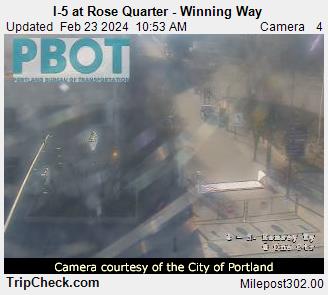 I-5 at Rose Quarter - Winning Way
Updated Feb 23 2024 10:53 AM Camera 4
PBOT
PORTLAND BUREAU OF TRANSPORTATION
Camera courtesy of the City of Portland
TripCheck.com Milepost302.00